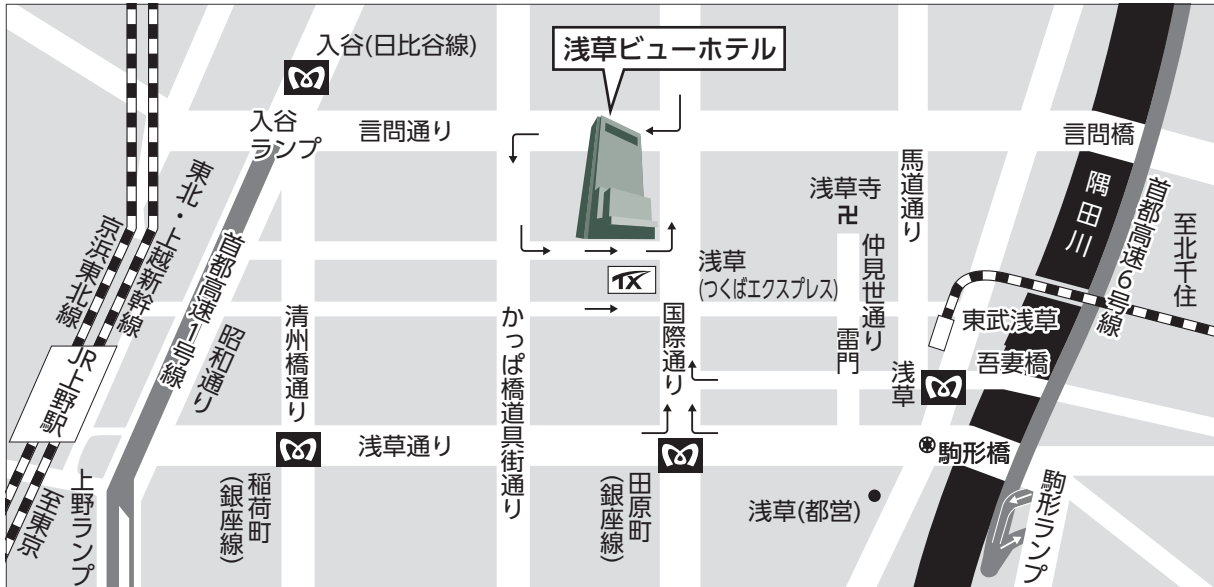 入谷(日比谷線)
浅草ビューホテル
入谷
ランプ
言問通り
言問橋
東北・上越新幹線
京浜東北線
首都高速1号線
昭和通り
清州橋通り
かっぱ橋道具街通り
TX
浅草
(つくばエクスプレス)
国際通り
浅草寺
卍
仲見世通り
雷門
馬道通り
隅田川
首都高速6号線
至北千住
東武浅草
吾妻橋
浅草
JR上野駅
至東京
上野ランプ
浅草通り
稲荷町
(銀座線)
田原町
(銀座線)
駒形橋
浅草(都営)
駒形ランプ